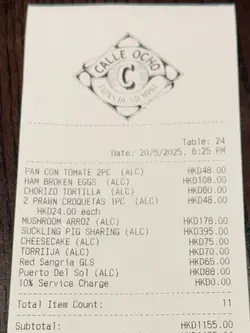 CALLE OCHO
C
TAPAS DE AUTOR
Table: 24
Date: 20/5/2025, 6:25 PM
PAN CON TOMATE 2PC (ALC) HKD48.00
HAM BROKEN EGGS (ALC) HKD108.00
CHORIZO TORTILLA (ALC) HKD80.00
2 PRAWN CROQUETAS 1PC (ALC) HKD48.00
HKD24.00 each
MUSHROOM ARROZ (ALC) HKD178.00
SUCKLING PIG SHARING (ALC) HKD395.00
CHEESECAKE (ALC) HKD75.00
TORRIJA (ALC) HKD70.00
Red Sangria GLS HKD65.00
Puerto Del Sol (ALC) HKD88.00
10% Service Charge HKD0.00
Total Item Count: 11
Subtotal: HKD1155.00